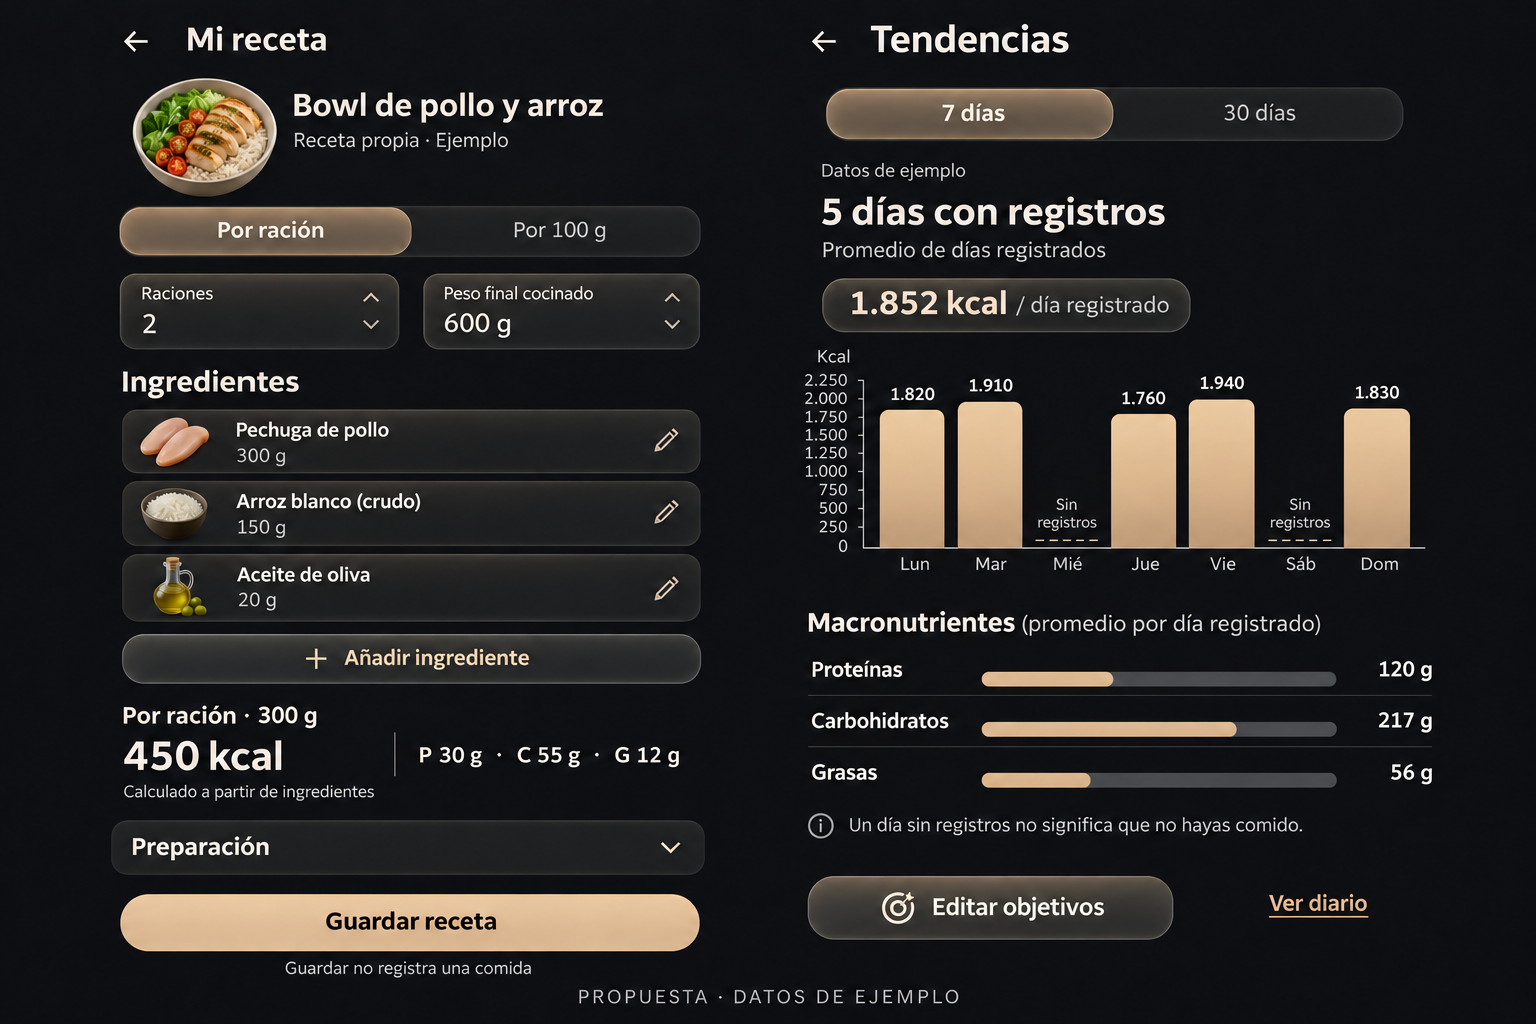 Mi receta
Bowl de pollo y arroz
Receta propia · Ejemplo
Por ración
Por 100 g
Raciones
2
Peso final cocinado
600 g
Ingredientes
Pechuga de pollo
300 g
Arroz blanco (crudo)
150 g
Aceite de oliva
20 g
Añadir ingrediente
Por ración · 300 g
450 kcal
P 30 g · C 55 g · G 12 g
Calculado a partir de ingredientes
Preparación
Guardar receta
Guardar no registra una comida
Tendencias
7 días
30 días
Datos de ejemplo
5 días con registros
Promedio de días registrados
1.852 kcal / día registrado
Kcal
2.250
2.000
1.750
1.500
1.250
1.000
750
500
250
0
1.820
1.910
Sin
registros
1.760
1.940
Sin
registros
1.830
Lun
Mar
Mié
Jue
Vie
Sáb
Dom
Macronutrientes (promedio por día registrado)
Proteínas
120 g
Carbohidratos
217 g
Grasas
56 g
Un día sin registros no significa que no hayas comido.
Editar objetivos
Ver diario
PROPUESTA · DATOS DE EJEMPLO